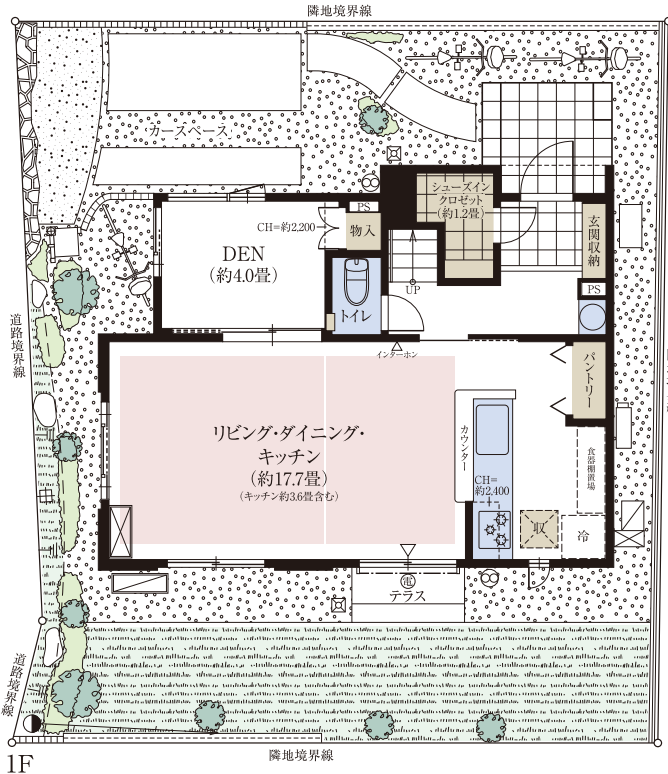 隣地境界線
カースペース
シューズイン
クロゼット
(約1.2畳)
PS
CH=約2,200
物入
玄関収納
DEN
(約4.0畳)
UP
PS
トイレ
道路境界線
インターホン
パントリー
リビング・ダイニング・
キッチン
(約17.7畳)
(キッチン約3.6畳含む)
カウンター
食器棚置場
CH=
約2,400
収
冷
電
テラス
道路境界線
隣地境界線
1F